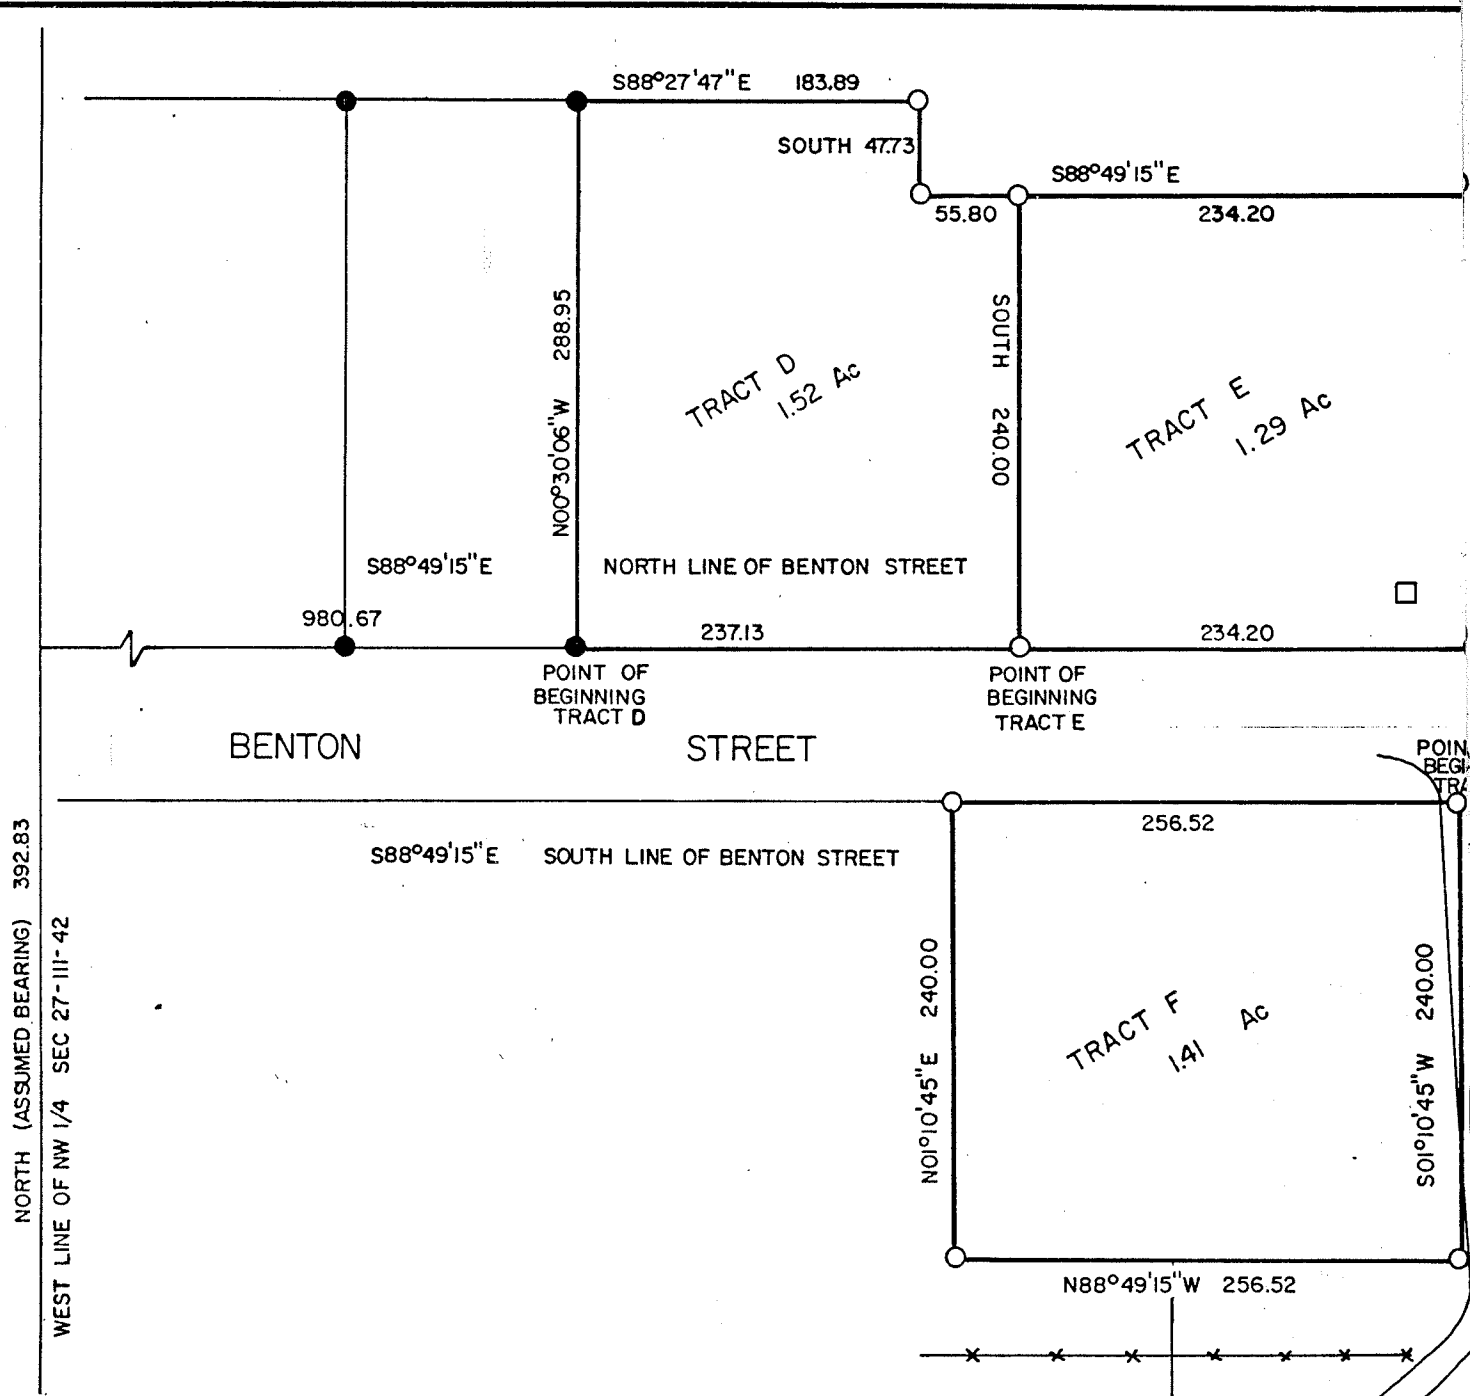 S88°27'47"E 183.89
SOUTH 47.73
S88°49'15"E
55.80
234.20
N00°30'06"W 288.95
TRACT D
1.52 Ac
SOUTH 240.00
TRACT E
1.29 Ac
S88°49'15"E
NORTH LINE OF BENTON STREET
980.67
237.13
234.20
POINT OF
BEGINNING
TRACT D
POINT OF
BEGINNING
TRACT E
BENTON STREET
POIN
BEGI
TRA
256.52
S88°49'15"E SOUTH LINE OF BENTON STREET
NORTH (ASSUMED BEARING) 392.83
WEST LINE OF NW 1/4 SEC 27-111-42
N01°10'45"E 240.00
TRACT F
1.41 Ac
S01°10'45"W 240.00
N88°49'15"W 256.52